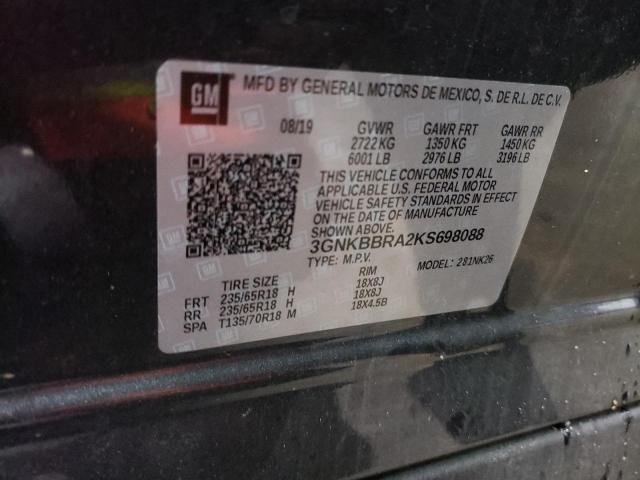 GM MFD BY GENERAL MOTORS DE MEXICO, S. DE R.L. DE C.V.
08/19 GVWR GAWR FRT GAWR RR
2722 KG 1350 KG 1450 KG
6001 LB 2976 LB 3196 LB
THIS VEHICLE CONFORMS TO ALL
APPLICABLE U.S. FEDERAL MOTOR
VEHICLE SAFETY STANDARDS IN EFFECT
ON THE DATE OF MANUFACTURE
SHOWN ABOVE.
3GNKBBRA2KS698088
TYPE: M.P.V. MODEL: 281NK26
TIRE SIZE RIM
FRT 235/65R18 H 18X8J
RR 235/65R18 H 18X8J
SPA T135/70R18 M 18X4.5B